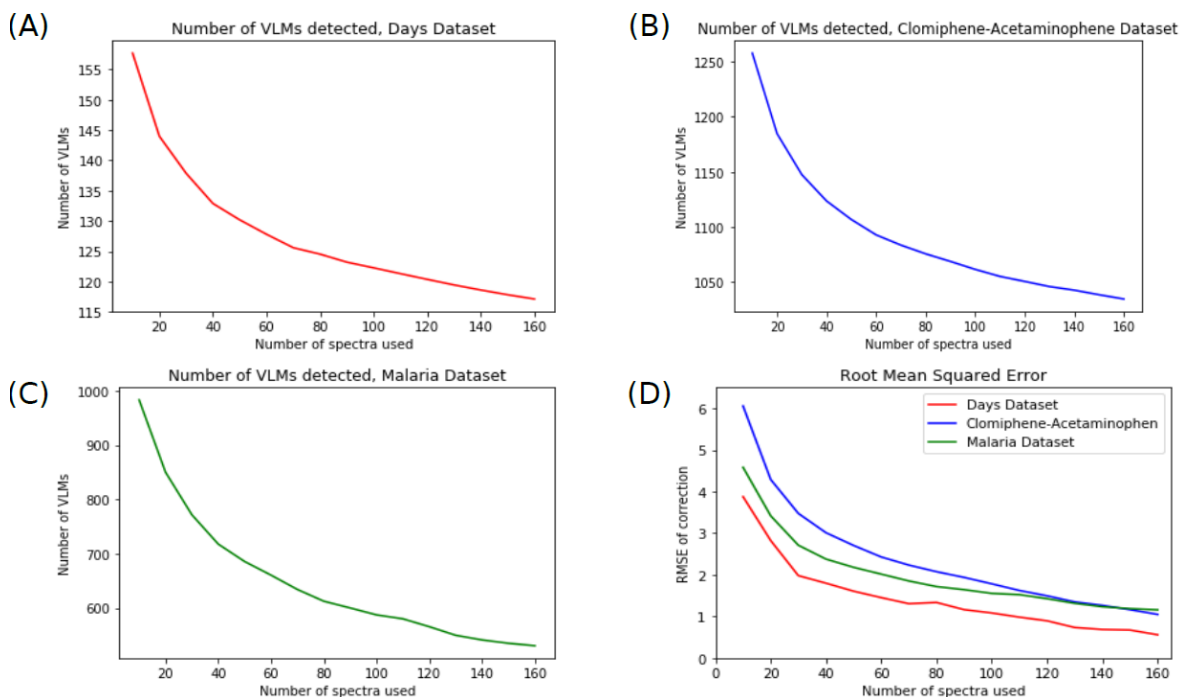 (A)
Number of VLMs detected, Days Dataset
Number of VLMs
155
150
145
140
135
130
125
120
115
20 40 60 80 100 120 140 160
Number of spectra used
(B)
Number of VLMs detected, Clomiphene-Acetaminophene Dataset
Number of VLMs
1250
1200
1150
1100
1050
20 40 60 80 100 120 140 160
Number of spectra used
(C)
Number of VLMs detected, Malaria Dataset
Number of VLMs
1000
900
800
700
600
20 40 60 80 100 120 140 160
Number of spectra used
(D)
Root Mean Squared Error
RMSE of correction
6
5
4
3
2
1
0
Days Dataset
Clomiphene-Acetaminophen
Malaria Dataset
0 20 40 60 80 100 120 140 160
Number of spectra used